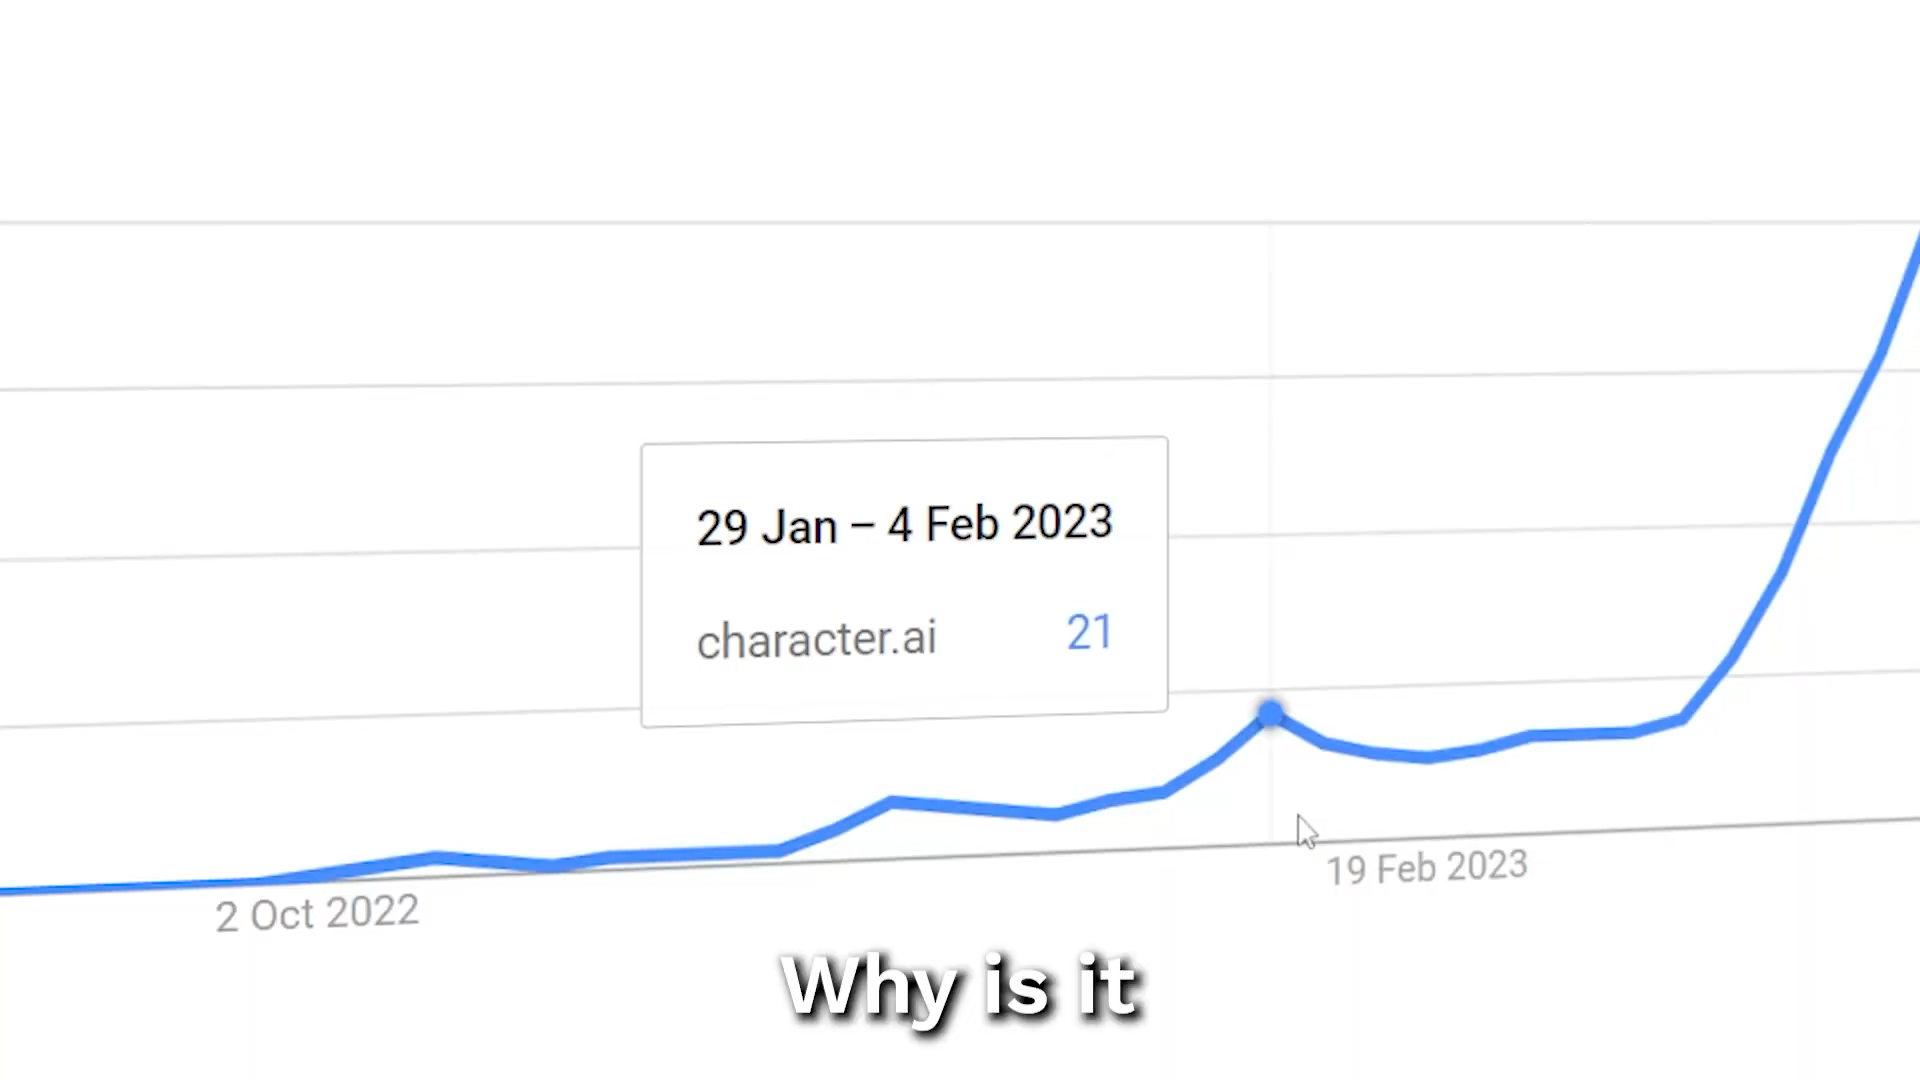 29 Jan – 4 Feb 2023
character.ai 21
2 Oct 2022
19 Feb 2023
Why is it